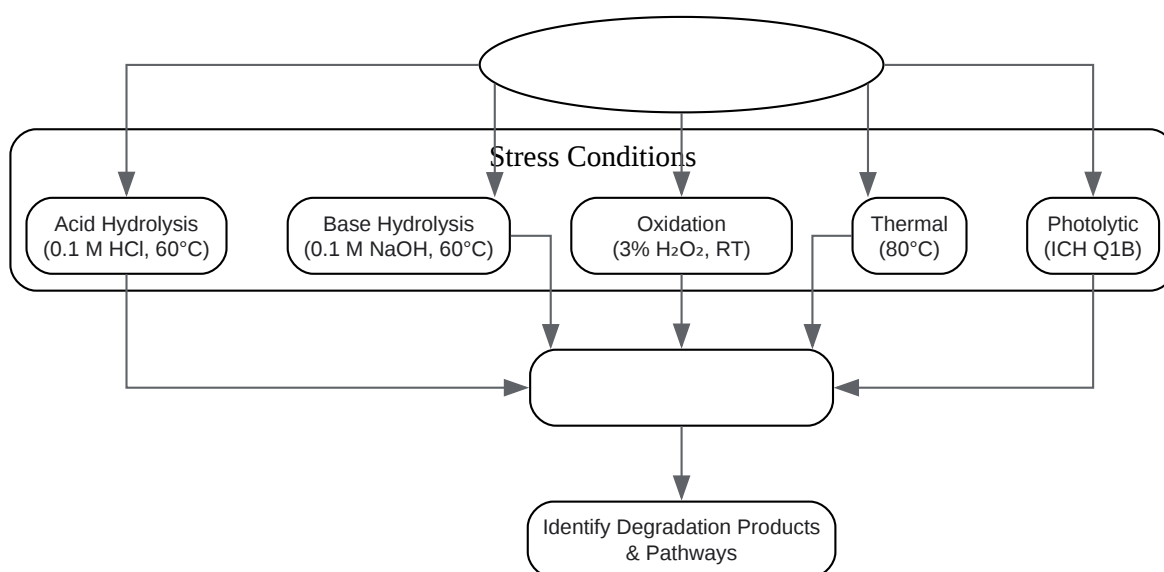 Stress Conditions
Acid Hydrolysis
(0.1 M HCl, 60°C)
Base Hydrolysis
(0.1 M NaOH, 60°C)
Oxidation
(3% H₂O₂, RT)
Thermal
(80°C)
Photolytic
(ICH Q1B)
Identify Degradation Products
& Pathways